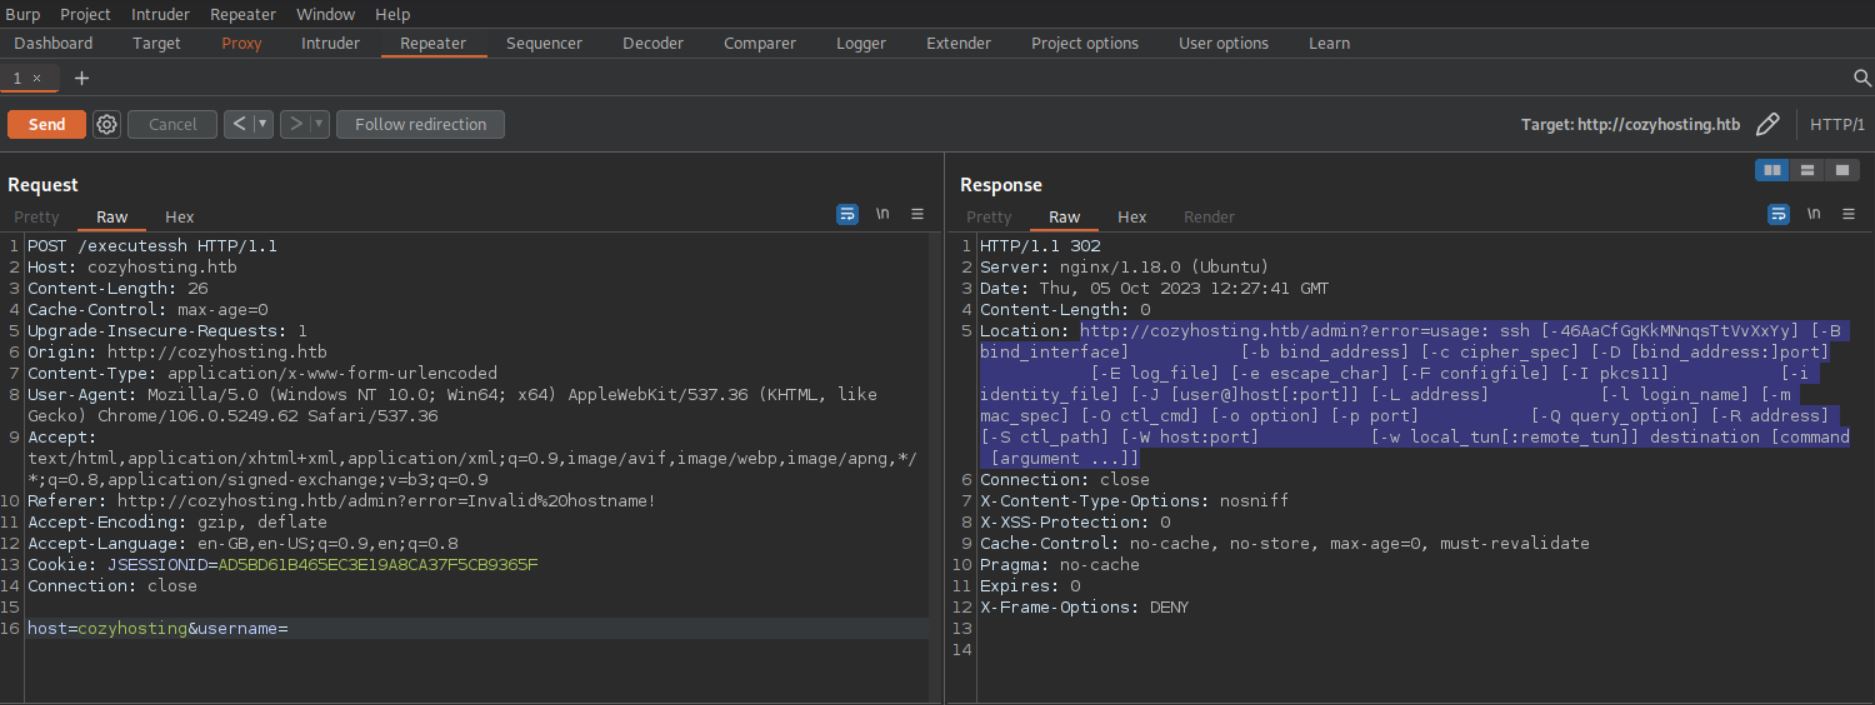 Burp Project Intruder Repeater Window Help
Dashboard Target Proxy Intruder Repeater Sequencer Decoder Comparer Logger Extender Project options User options Learn
1 × +
Send Cancel < > Follow redirection Target: http://cozyhosting.htb HTTP/1
Request
Pretty Raw Hex \n
1 POST /executessh HTTP/1.1
2 Host: cozyhosting.htb
3 Content-Length: 26
4 Cache-Control: max-age=0
5 Upgrade-Insecure-Requests: 1
6 Origin: http://cozyhosting.htb
7 Content-Type: application/x-www-form-urlencoded
8 User-Agent: Mozilla/5.0 (Windows NT 10.0; Win64; x64) AppleWebKit/537.36 (KHTML, like
Gecko) Chrome/106.0.5249.62 Safari/537.36
9 Accept:
text/html,application/xhtml+xml,application/xml;q=0.9,image/avif,image/webp,image/apng,*/
*;q=0.8,application/signed-exchange;v=b3;q=0.9
10 Referer: http://cozyhosting.htb/admin?error=Invalid%20hostname!
11 Accept-Encoding: gzip, deflate
12 Accept-Language: en-GB,en-US;q=0.9,en;q=0.8
13 Cookie: JSESSIONID=AD5BD61B465EC3E19A8CA37F5CB9365F
14 Connection: close
15
16 host=cozyhosting&username=
Response
Pretty Raw Hex Render \n
1 HTTP/1.1 302
2 Server: nginx/1.18.0 (Ubuntu)
3 Date: Thu, 05 Oct 2023 12:27:41 GMT
4 Content-Length: 0
5 Location: http://cozyhosting.htb/admin?error=usage: ssh [-46AaCfGgKkMNnqsTtVvXxYy] [-B
bind_interface] [-b bind_address] [-c cipher_spec] [-D [bind_address:]port]
[-E log_file] [-e escape_char] [-F configfile] [-I pkcs11] [-i
identity_file] [-J [user@]host[:port]] [-L address] [-l login_name] [-m
mac_spec] [-O ctl_cmd] [-o option] [-p port] [-Q query_option] [-R address]
[-S ctl_path] [-W host:port] [-w local_tun[:remote_tun]] destination [command
[argument ...]]
6 Connection: close
7 X-Content-Type-Options: nosniff
8 X-XSS-Protection: 0
9 Cache-Control: no-cache, no-store, max-age=0, must-revalidate
10 Pragma: no-cache
11 Expires: 0
12 X-Frame-Options: DENY
13
14